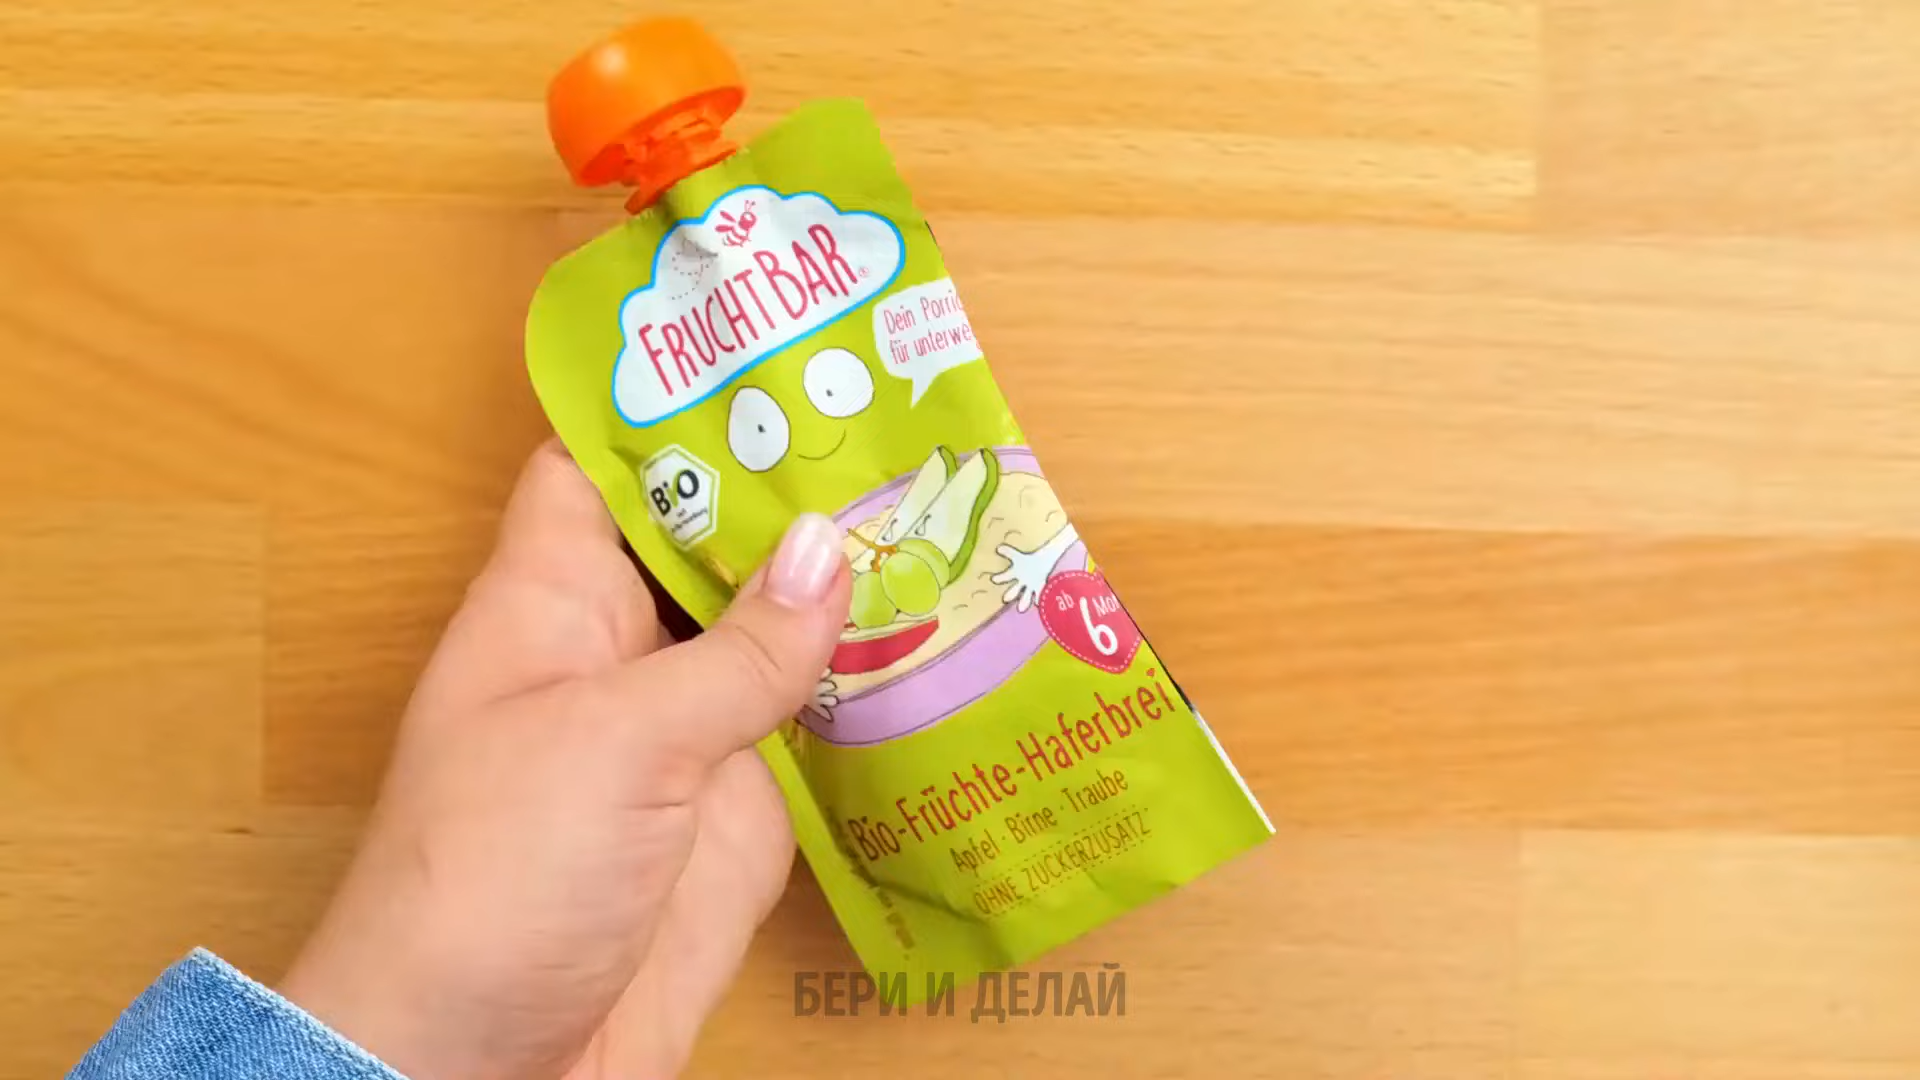 FRUCHTBAR®
Dein Porri
für unterwe
BiO
ab 6 Mo
Bio-Früchte-Haferbrei
Apfel · Birne · Traube
OHNE ZUCKERZUSATZ
БЕРИ И ДЕЛАЙ